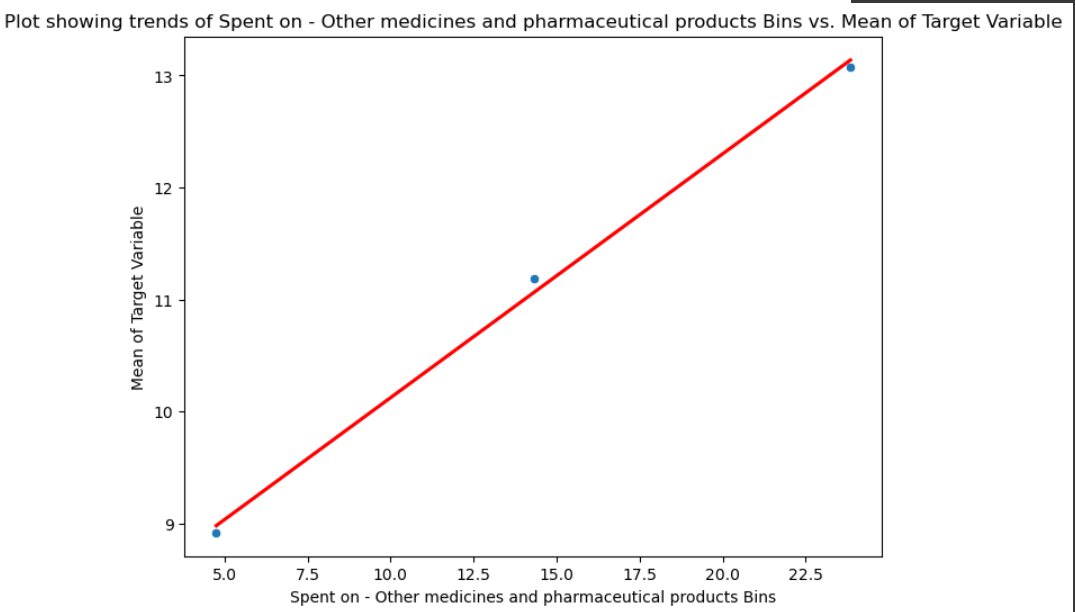 Plot showing trends of Spent on - Other medicines and pharmaceutical products Bins vs. Mean of Target Variable
Mean of Target Variable
13
12
11
10
9
5.0 7.5 10.0 12.5 15.0 17.5 20.0 22.5
Spent on - Other medicines and pharmaceutical products Bins